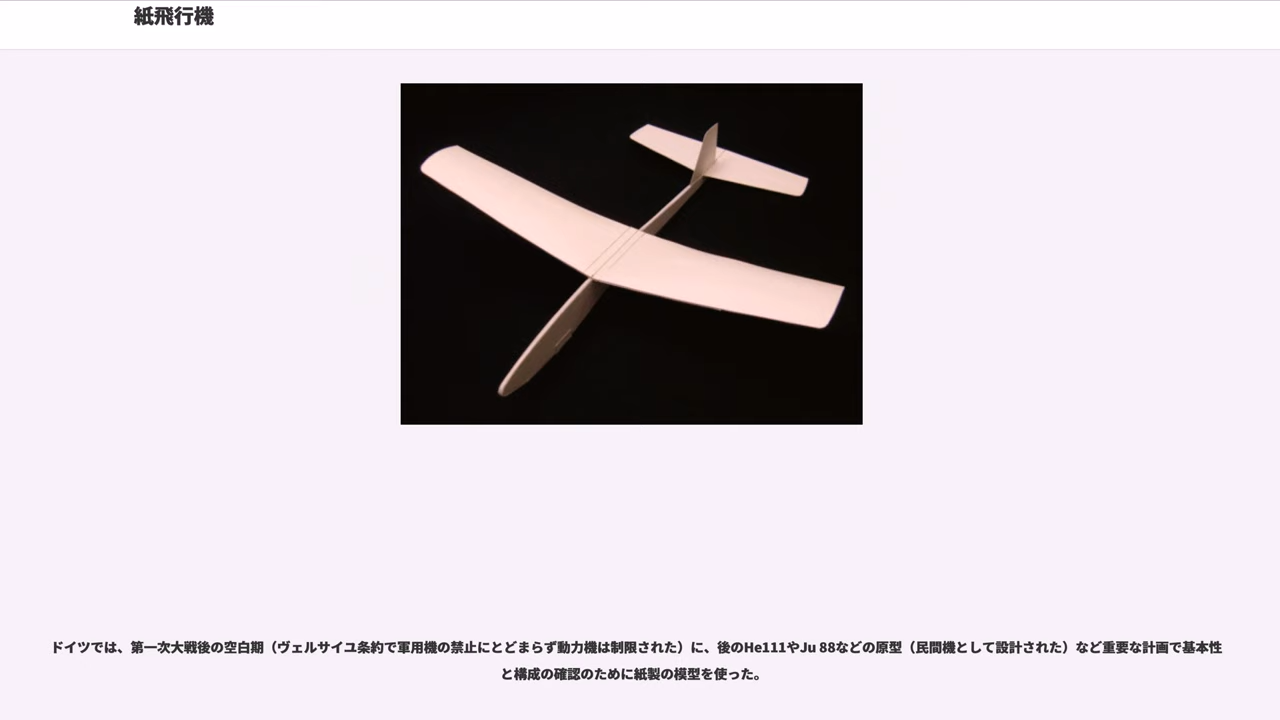 紙飛行機
ドイツでは、第一次大戦後の空白期（ヴェルサイユ条約で軍用機の禁止にとどまらず動力機は制限された）に、後のHe111やJu 88などの原型（民間機として設計された）など重要な計画で基本性
と構成の確認のために紙製の模型を使った。